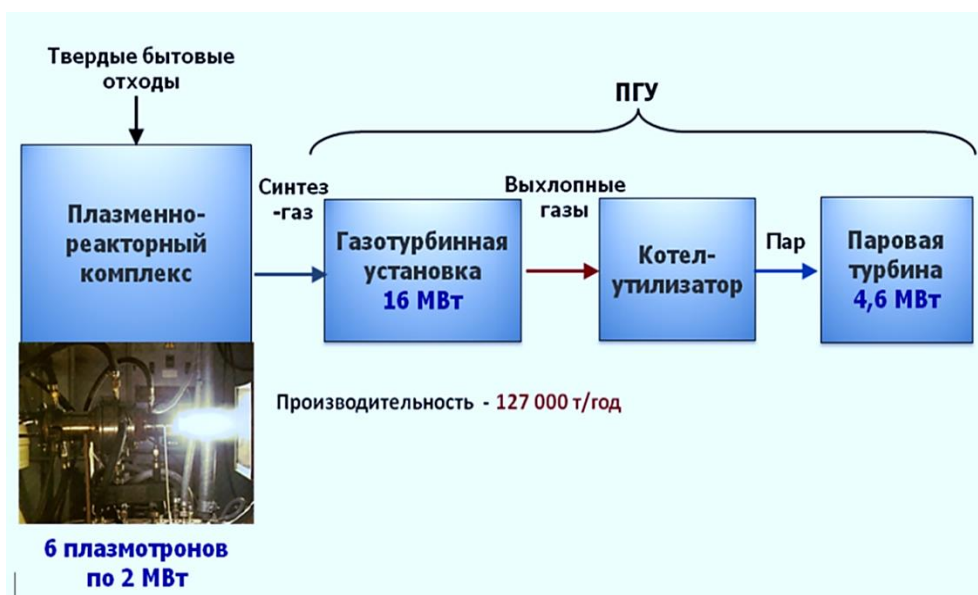 Твердые бытовые
отходы
ПГУ
Плазменно-
реакторный
комплекс
Синтез
-газ
Газотурбинная
установка
16 МВт
Выхлопные
газы
Котел-
утилизатор
Пар
Паровая
турбина
4,6 МВт
Производительность - 127 000 т/год
6 плазмотронов
по 2 МВт